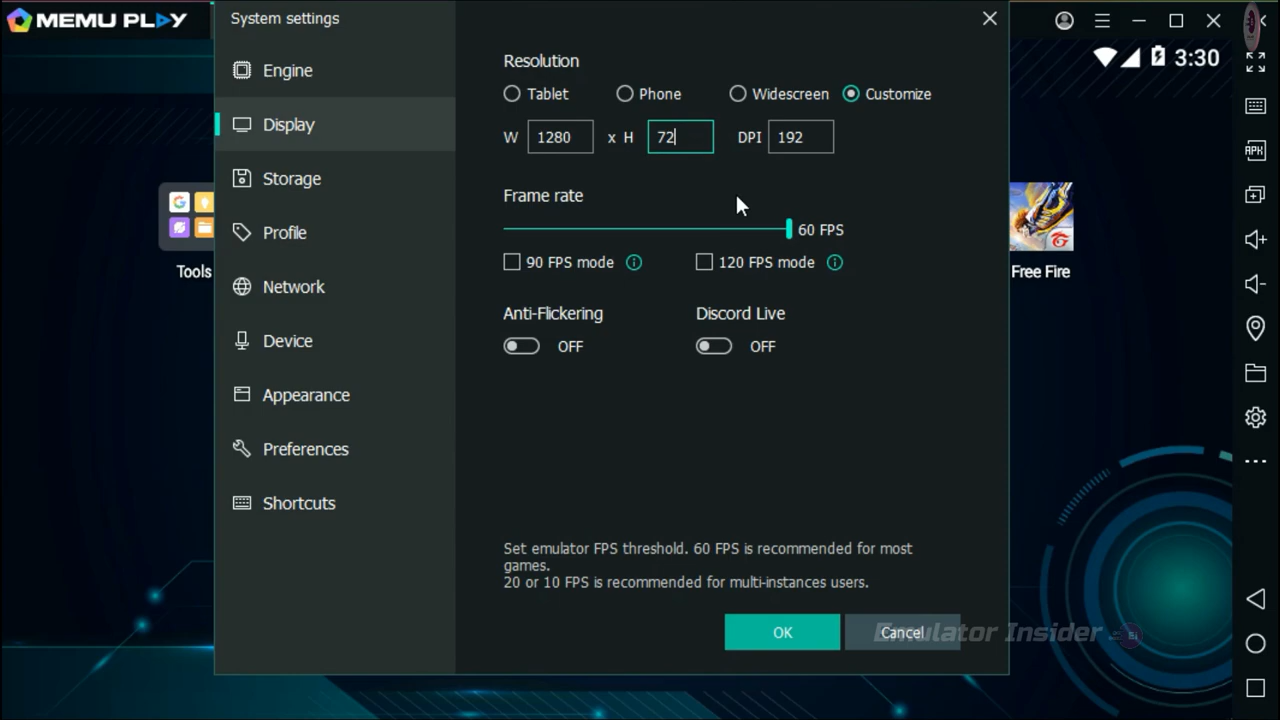 MEMU PLAY
System settings
3:30
Engine
Display
Storage
Profile
Network
Device
Appearance
Preferences
Shortcuts
Resolution
Tablet Phone Widescreen Customize
W 1280 x H 72 DPI 192
Frame rate
60 FPS
90 FPS mode 120 FPS mode
Anti-Flickering Discord Live
OFF OFF
Set emulator FPS threshold. 60 FPS is recommended for most
games.
20 or 10 FPS is recommended for multi-instances users.
OK Cancel
Emulator Insider
Tools
Free Fire
APK